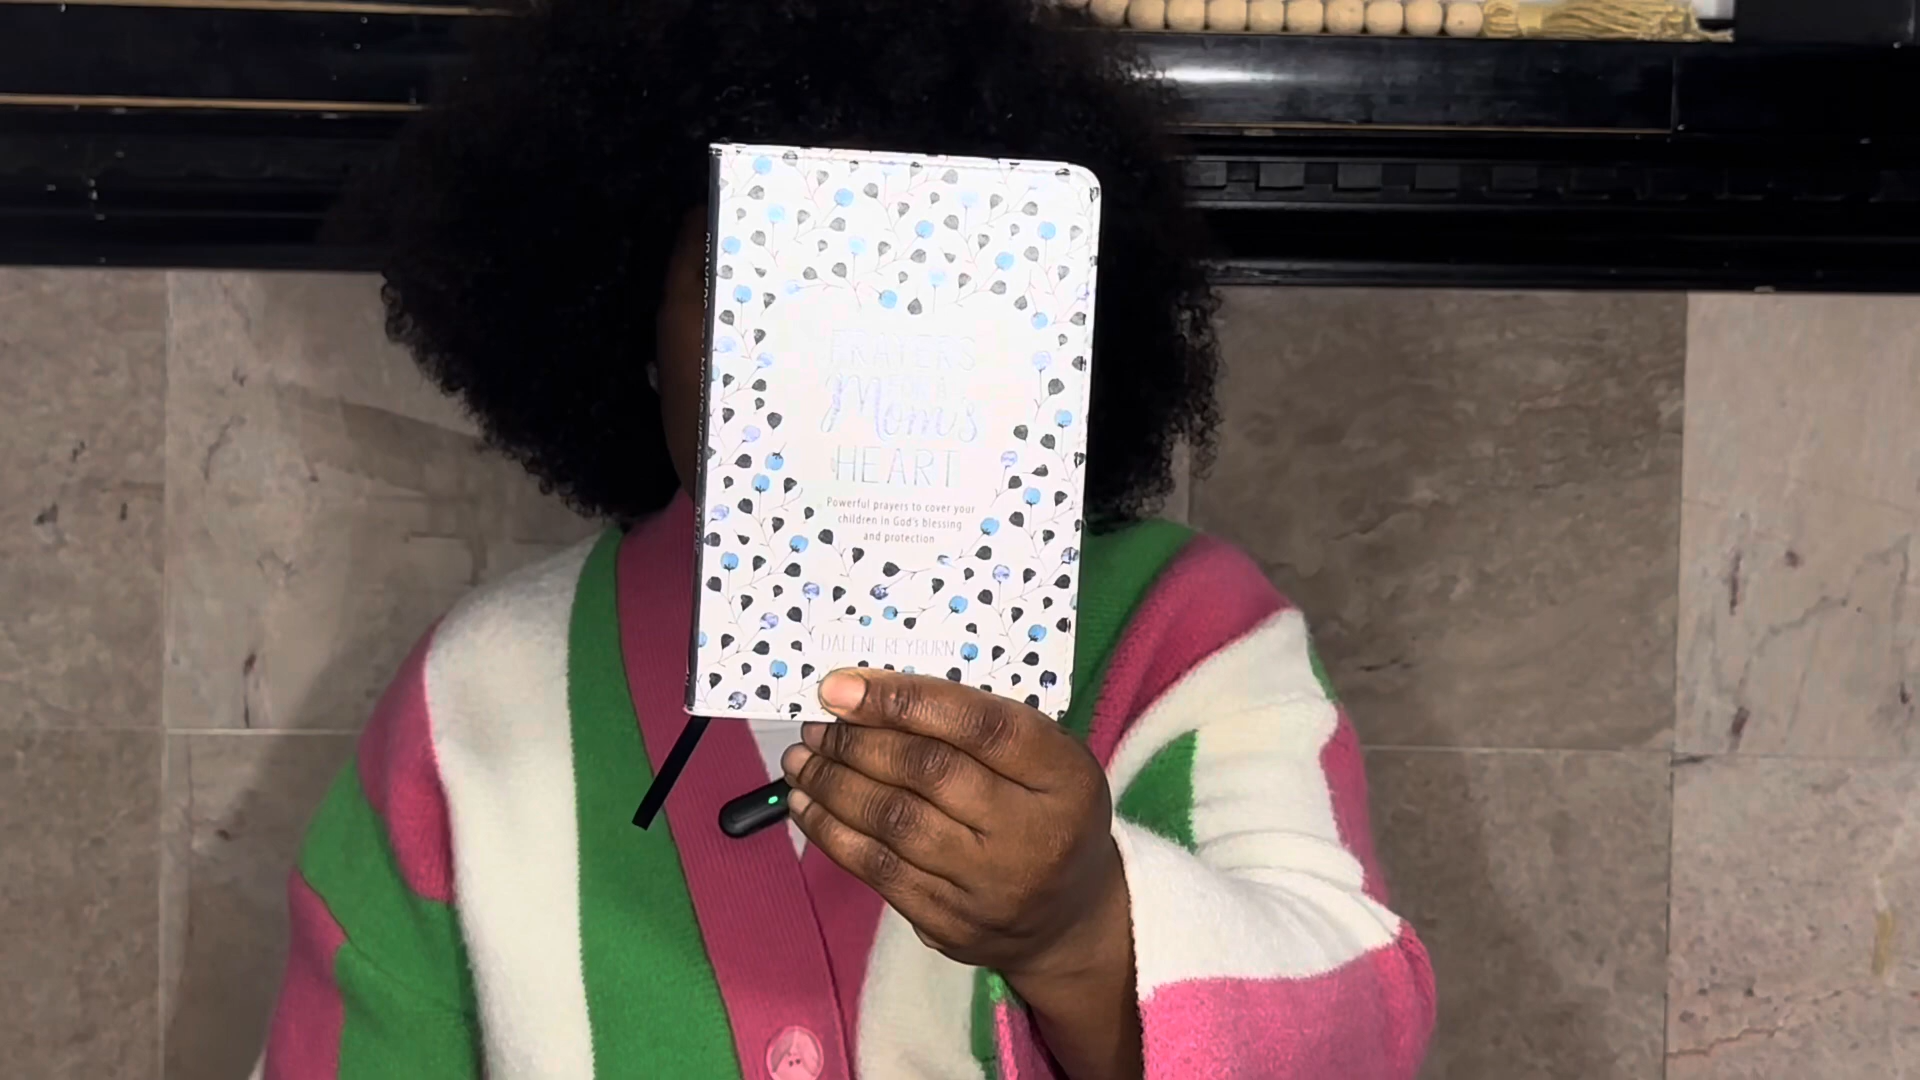 PRAYERS
FOR A
Mom's
HEART
Powerful prayers to cover your
children in God's blessing
and protection
DALENE REYBURN